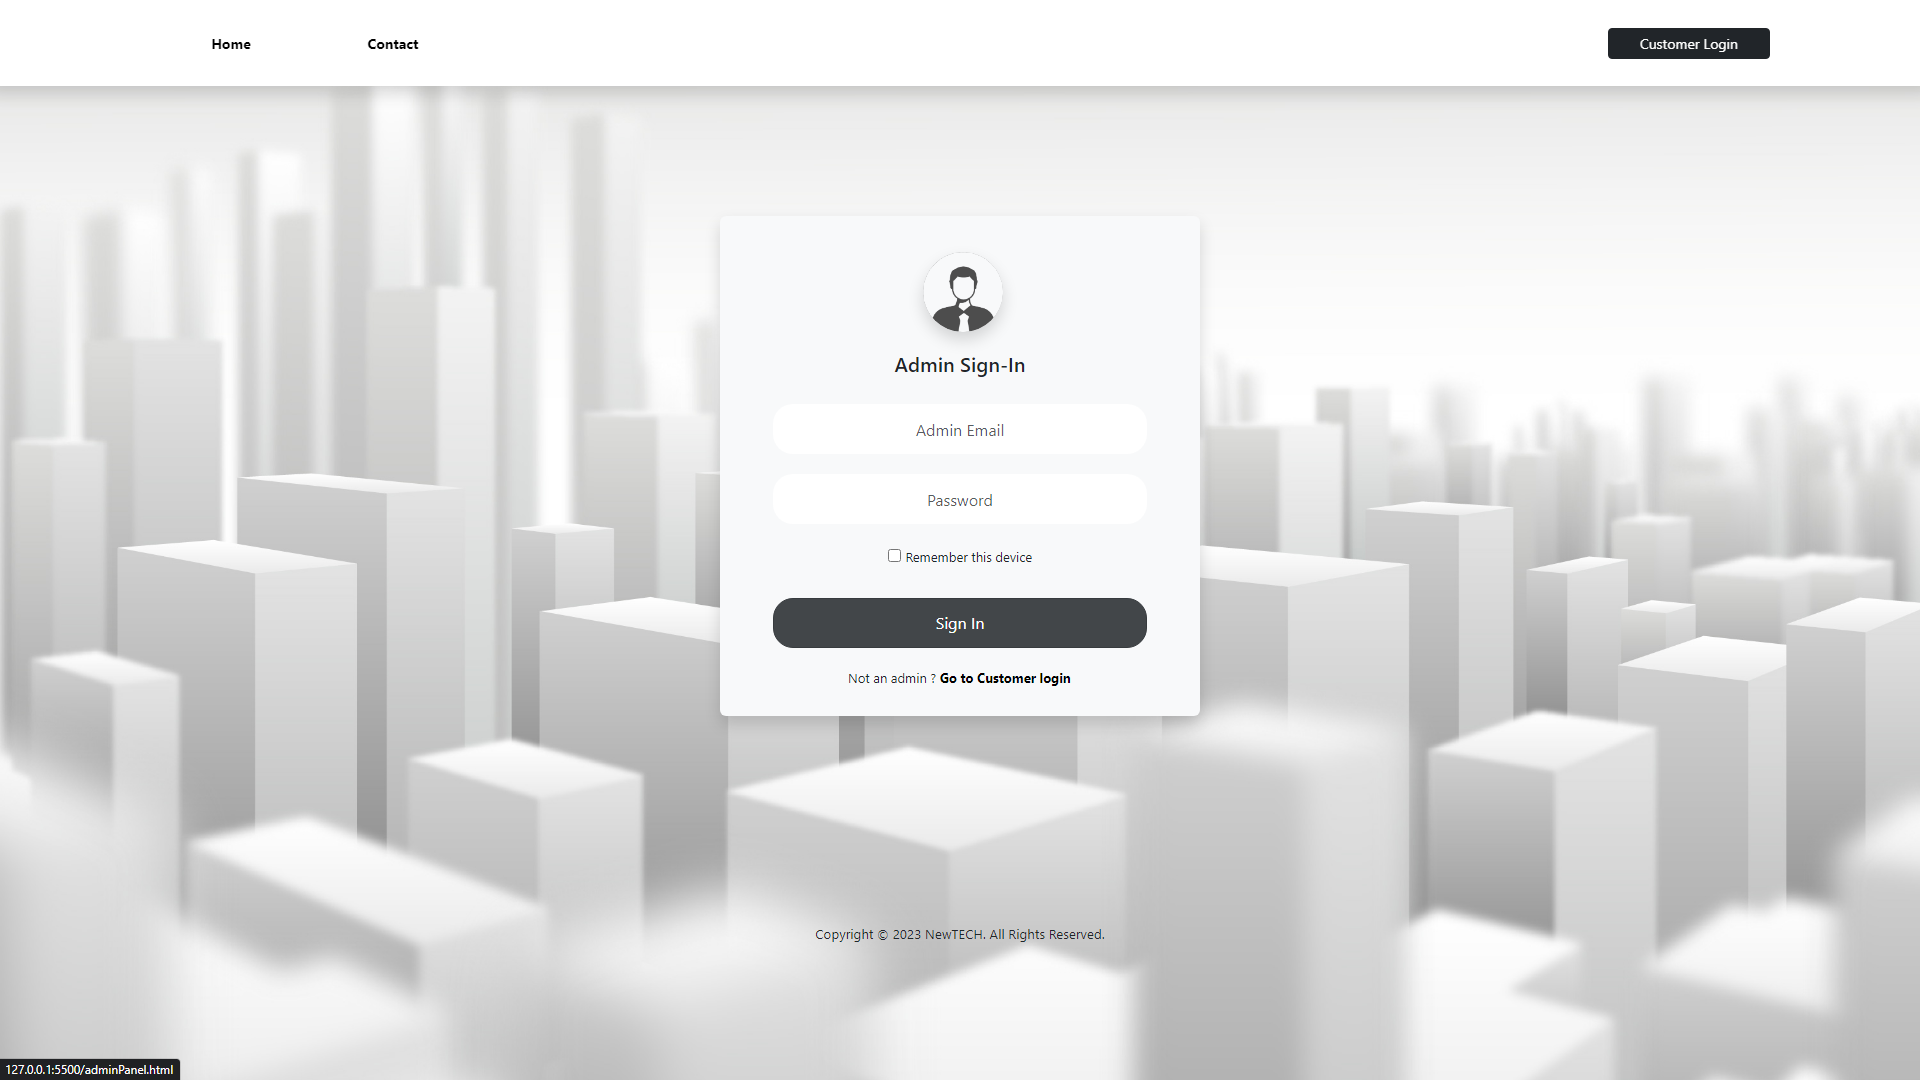 Home
Contact
Customer Login
Admin Sign-In
Admin Email
Password
Remember this device
Sign In
Not an admin ? Go to Customer login
Copyright © 2023 NewTECH. All Rights Reserved.
127.0.0.1:5500/adminPanel.html